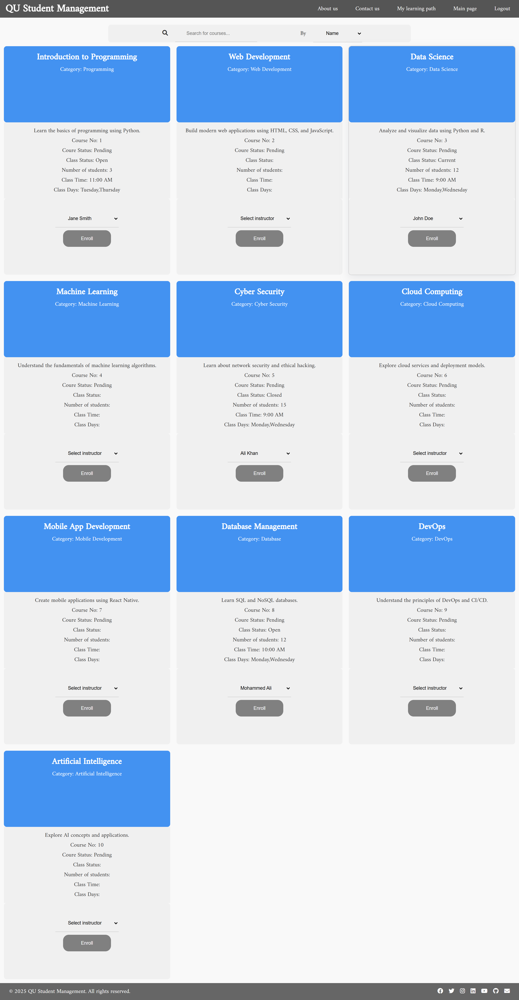 QU Student Management
About us
Contact us
My learning path
Main page
Logout
Search for courses...
By
Name
Introduction to Programming
Category: Programming
Learn the basics of programming using Python.
Course No: 1
Coure Status: Pending
Class Status: Open
Number of students: 3
Class Time: 11:00 AM
Class Days: Tuesday,Thursday
Jane Smith
Enroll
Web Development
Category: Web Development
Build modern web applications using HTML, CSS, and JavaScript.
Course No: 2
Coure Status: Pending
Class Status:
Number of students:
Class Time:
Class Days:
Select instructor
Enroll
Data Science
Category: Data Science
Analyze and visualize data using Python and R.
Course No: 3
Coure Status: Pending
Class Status: Current
Number of students: 12
Class Time: 9:00 AM
Class Days: Monday,Wednesday
John Doe
Enroll
Machine Learning
Category: Machine Learning
Understand the fundamentals of machine learning algorithms.
Course No: 4
Coure Status: Pending
Class Status:
Number of students:
Class Time:
Class Days:
Select instructor
Enroll
Cyber Security
Category: Cyber Security
Learn about network security and ethical hacking.
Course No: 5
Coure Status: Pending
Class Status: Closed
Number of students: 15
Class Time: 9:00 AM
Class Days: Monday,Wednesday
Ali Khan
Enroll
Cloud Computing
Category: Cloud Computing
Explore cloud services and deployment models.
Course No: 6
Coure Status: Pending
Class Status:
Number of students:
Class Time:
Class Days:
Select instructor
Enroll
Mobile App Development
Category: Mobile Development
Create mobile applications using React Native.
Course No: 7
Coure Status: Pending
Class Status:
Number of students:
Class Time:
Class Days:
Select instructor
Enroll
Database Management
Category: Database
Learn SQL and NoSQL databases.
Course No: 8
Coure Status: Pending
Class Status: Open
Number of students: 12
Class Time: 10:00 AM
Class Days: Monday,Wednesday
Mohammed Ali
Enroll
DevOps
Category: DevOps
Understand the principles of DevOps and CI/CD.
Course No: 9
Coure Status: Pending
Class Status:
Number of students:
Class Time:
Class Days:
Select instructor
Enroll
Artificial Intelligence
Category: Artificial Intelligence
Explore AI concepts and applications.
Course No: 10
Coure Status: Pending
Class Status:
Number of students:
Class Time:
Class Days:
Select instructor
Enroll
© 2025 QU Student Management. All rights reserved.